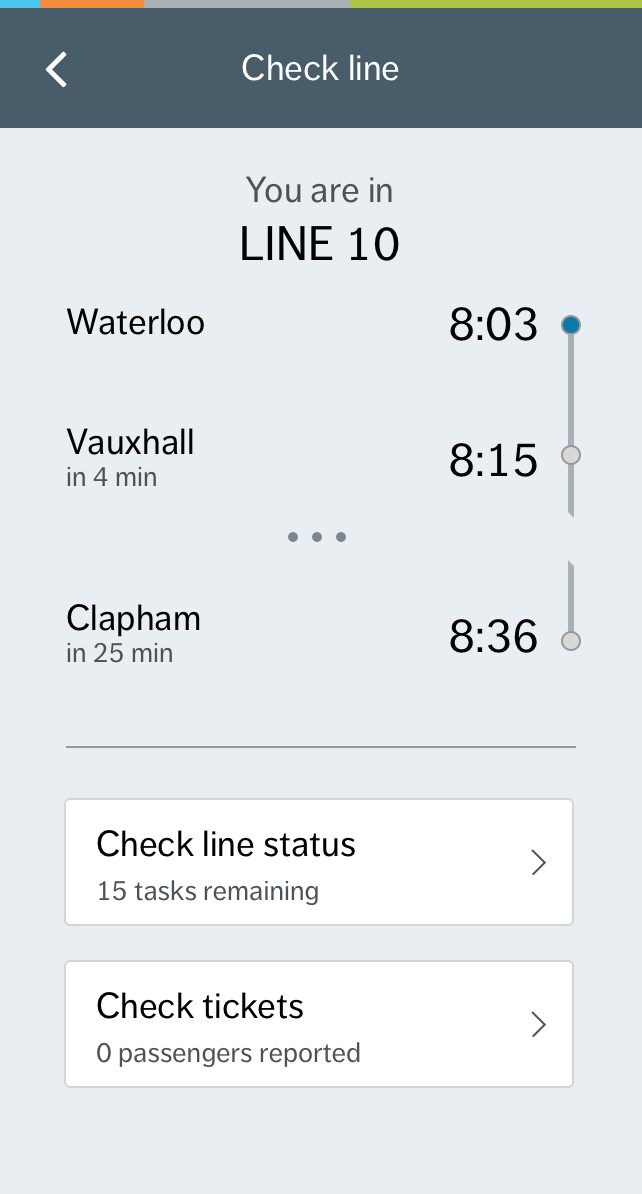 Check line
You are in
LINE 10
Waterloo 8:03
Vauxhall 8:15
in 4 min
Clapham 8:36
in 25 min
Check line status
15 tasks remaining
Check tickets
0 passengers reported